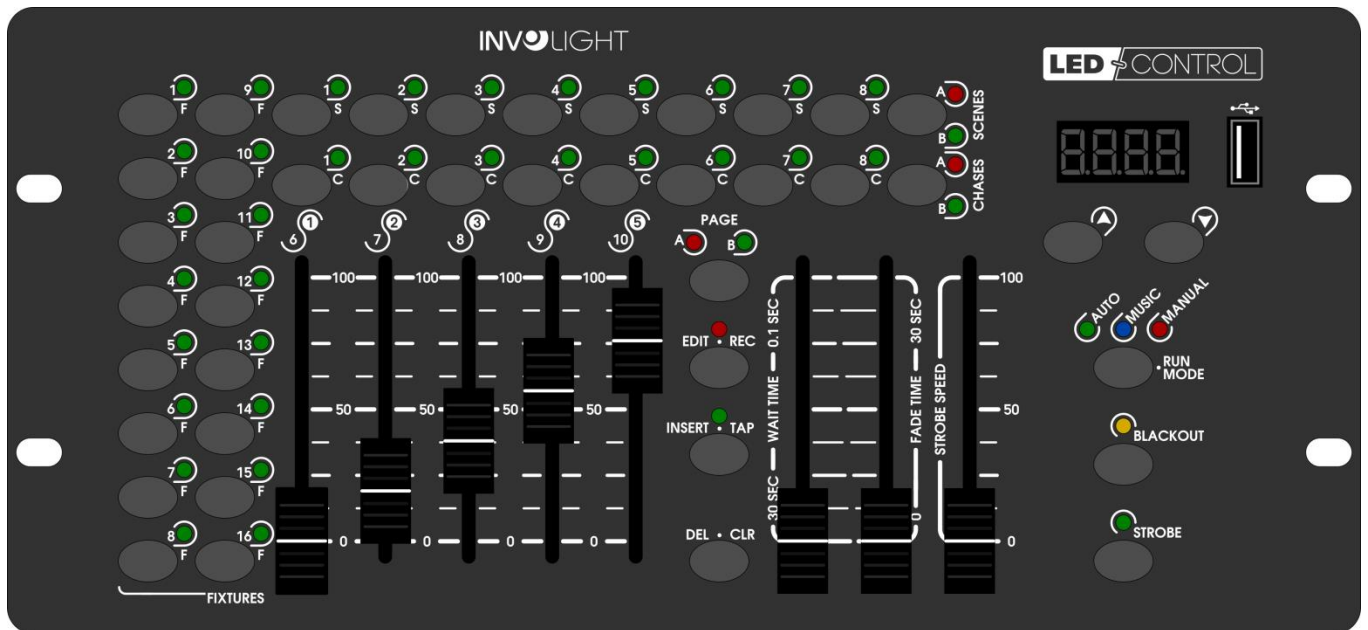 INVOLIGHT
LED CONTROL
1 F 9 F 1 S 2 S 3 S 4 S 5 S 6 S 7 S 8 S A B SCENES
2 F 10 F 1 C 2 C 3 C 4 C 5 C 6 C 7 C 8 C A B CHASES
3 F 11 F
4 F 12 F
5 F 13 F
6 F 14 F
7 F 15 F
8 F 16 F
FIXTURES
1 2 3 4 5
6 7 8 9 10
100 100 100 100
50 50 50
0 0 0 0
PAGE
A B
EDIT • REC
INSERT • TAP
DEL • CLR
30 SEC WAIT TIME 0.1 SEC
0 FADE TIME 30 SEC
STROBE SPEED
100
50
0
8.8.8.8.
AUTO MUSIC MANUAL
•RUN
MODE
BLACKOUT
STROBE